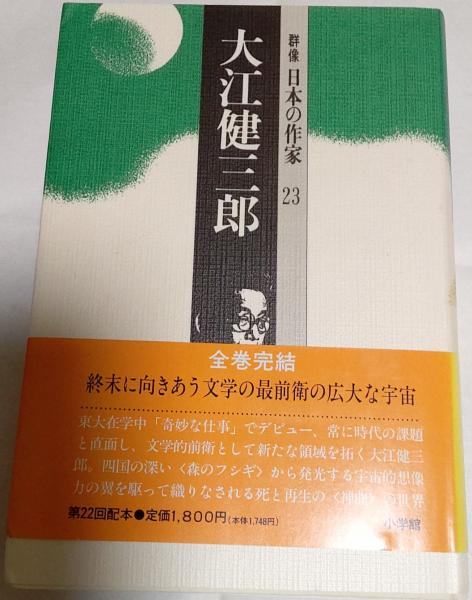 群像 日本の作家 23
大江健三郎
全巻完結
終末に向きあう文学の最前衛の広大な宇宙
東大在学中「奇妙な仕事」でデビュー、常に時代の課題
と直面し、文学的前衛として新たな領域を拓く大江健三
郎。四国の深い〈森のフシギ〉から発光する宇宙的想像
力の翼を駆って織りなされる死と再生の〈神曲〉の世界
第22回配本●定価1,800円(本体1,748円)
小学館